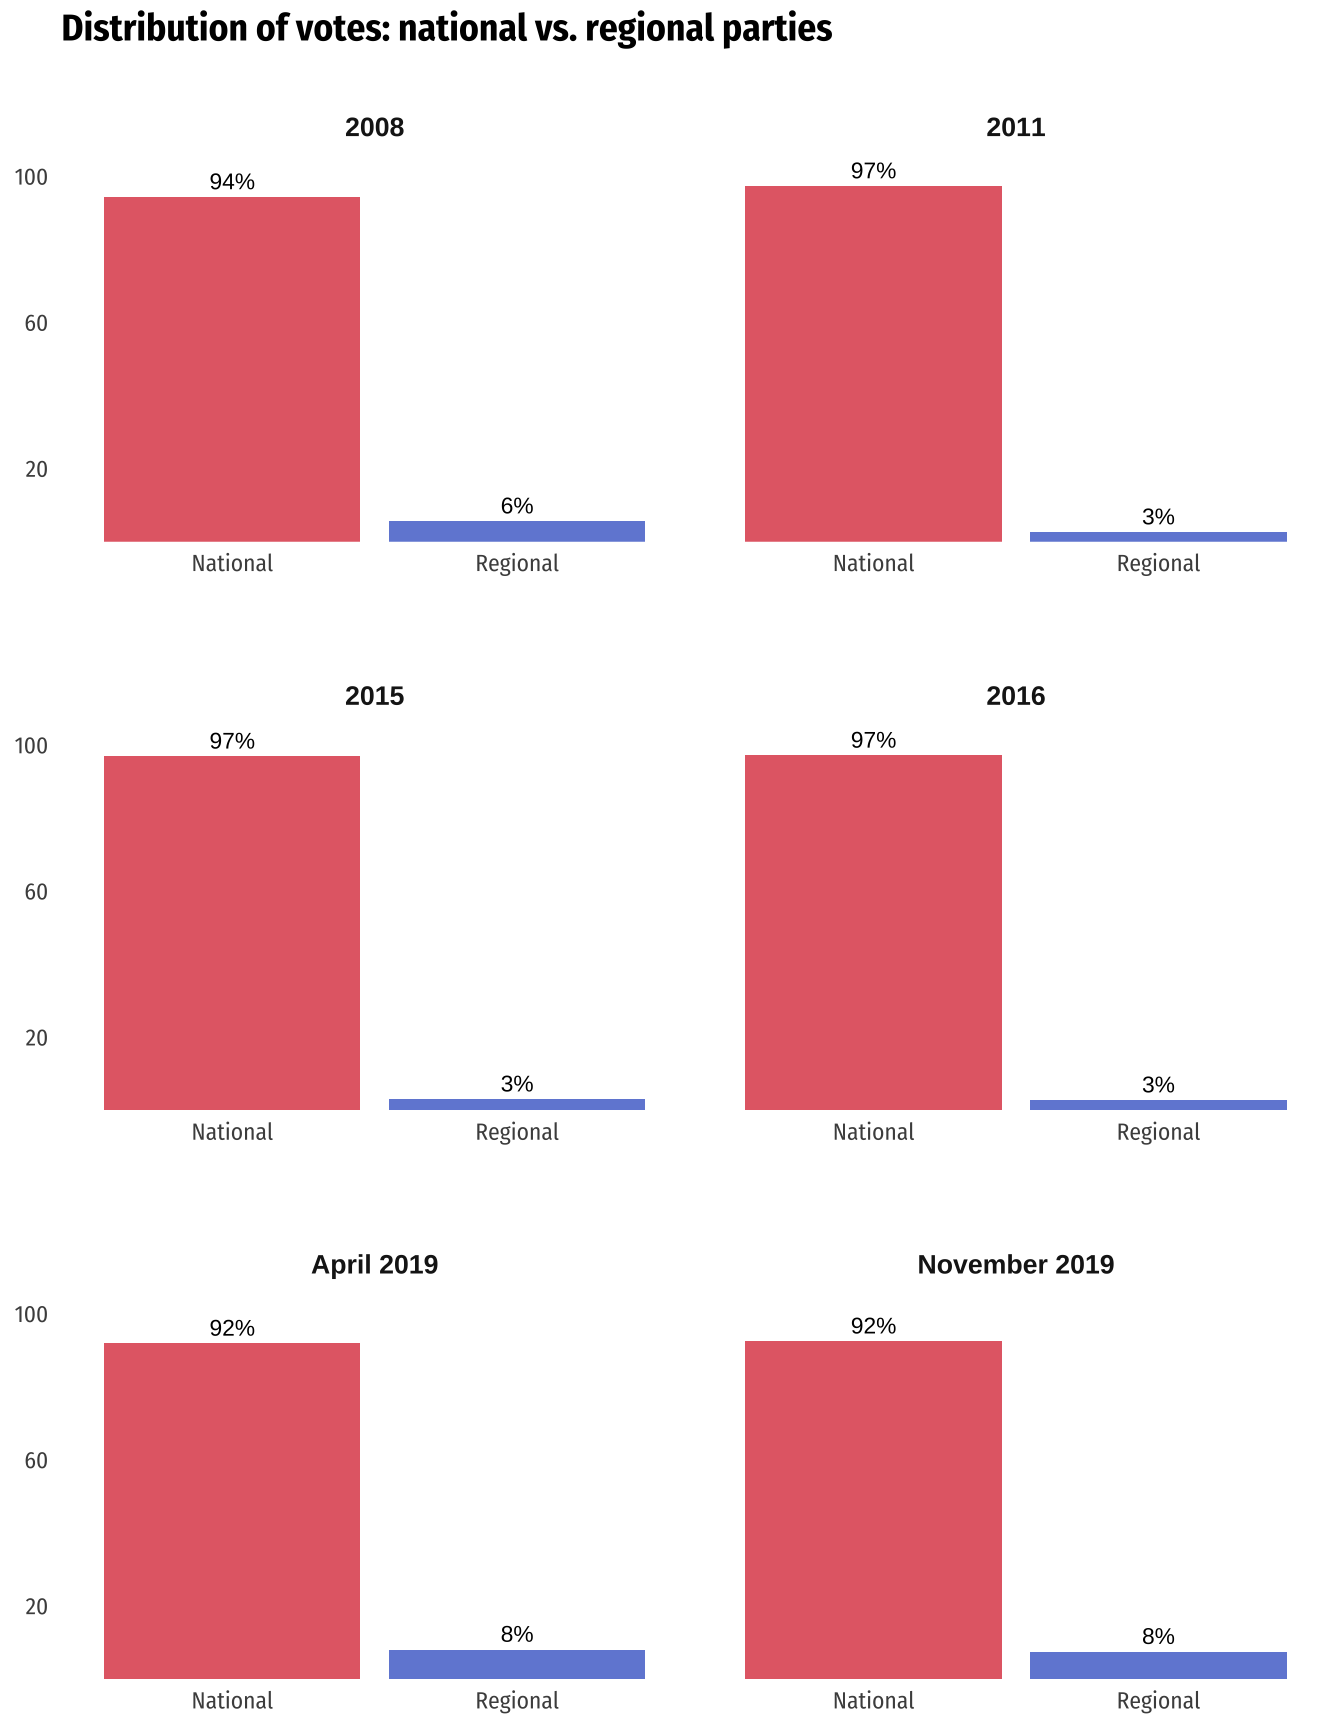 Distribution of votes: national vs. regional parties
2008
100
94%
60
20
6%
National
Regional
2011
97%
3%
National
Regional
2015
100
97%
60
20
3%
National
Regional
2016
97%
3%
National
Regional
April 2019
100
92%
60
20
8%
National
Regional
November 2019
92%
8%
National
Regional